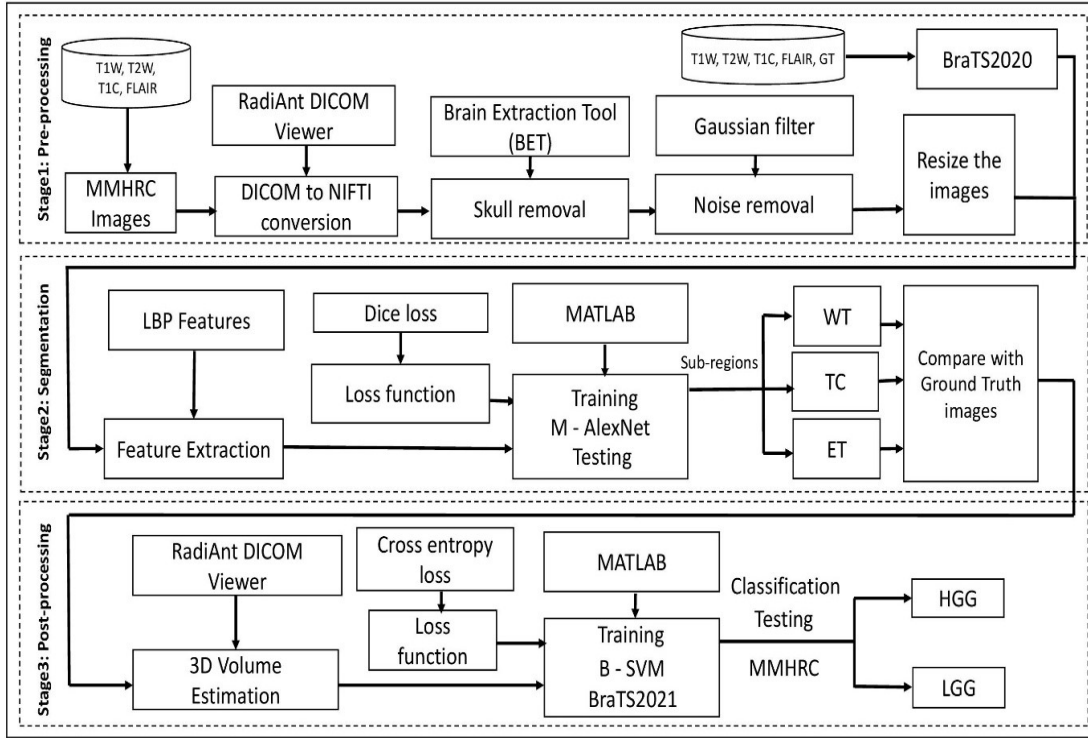 Stage1: Pre-processing
T1W, T2W,
T1C, FLAIR
T1W, T2W, T1C, FLAIR, GT
BraTS2020
RadiAnt DICOM
Viewer
Brain Extraction Tool
(BET)
Gaussian filter
Resize the
images
MMHRC
Images
DICOM to NIFTI
conversion
Skull removal
Noise removal
Stage2: Segmentation
LBP Features
Dice loss
MATLAB
Sub-regions
WT
TC
ET
Compare with
Ground Truth
images
Loss function
Training
M - AlexNet
Testing
Feature Extraction
Stage3: Post-processing
RadiAnt DICOM
Viewer
Cross entropy
loss
MATLAB
Classification
Testing
MMHRC
HGG
LGG
Loss
function
Training
B - SVM
BraTS2021
3D Volume
Estimation